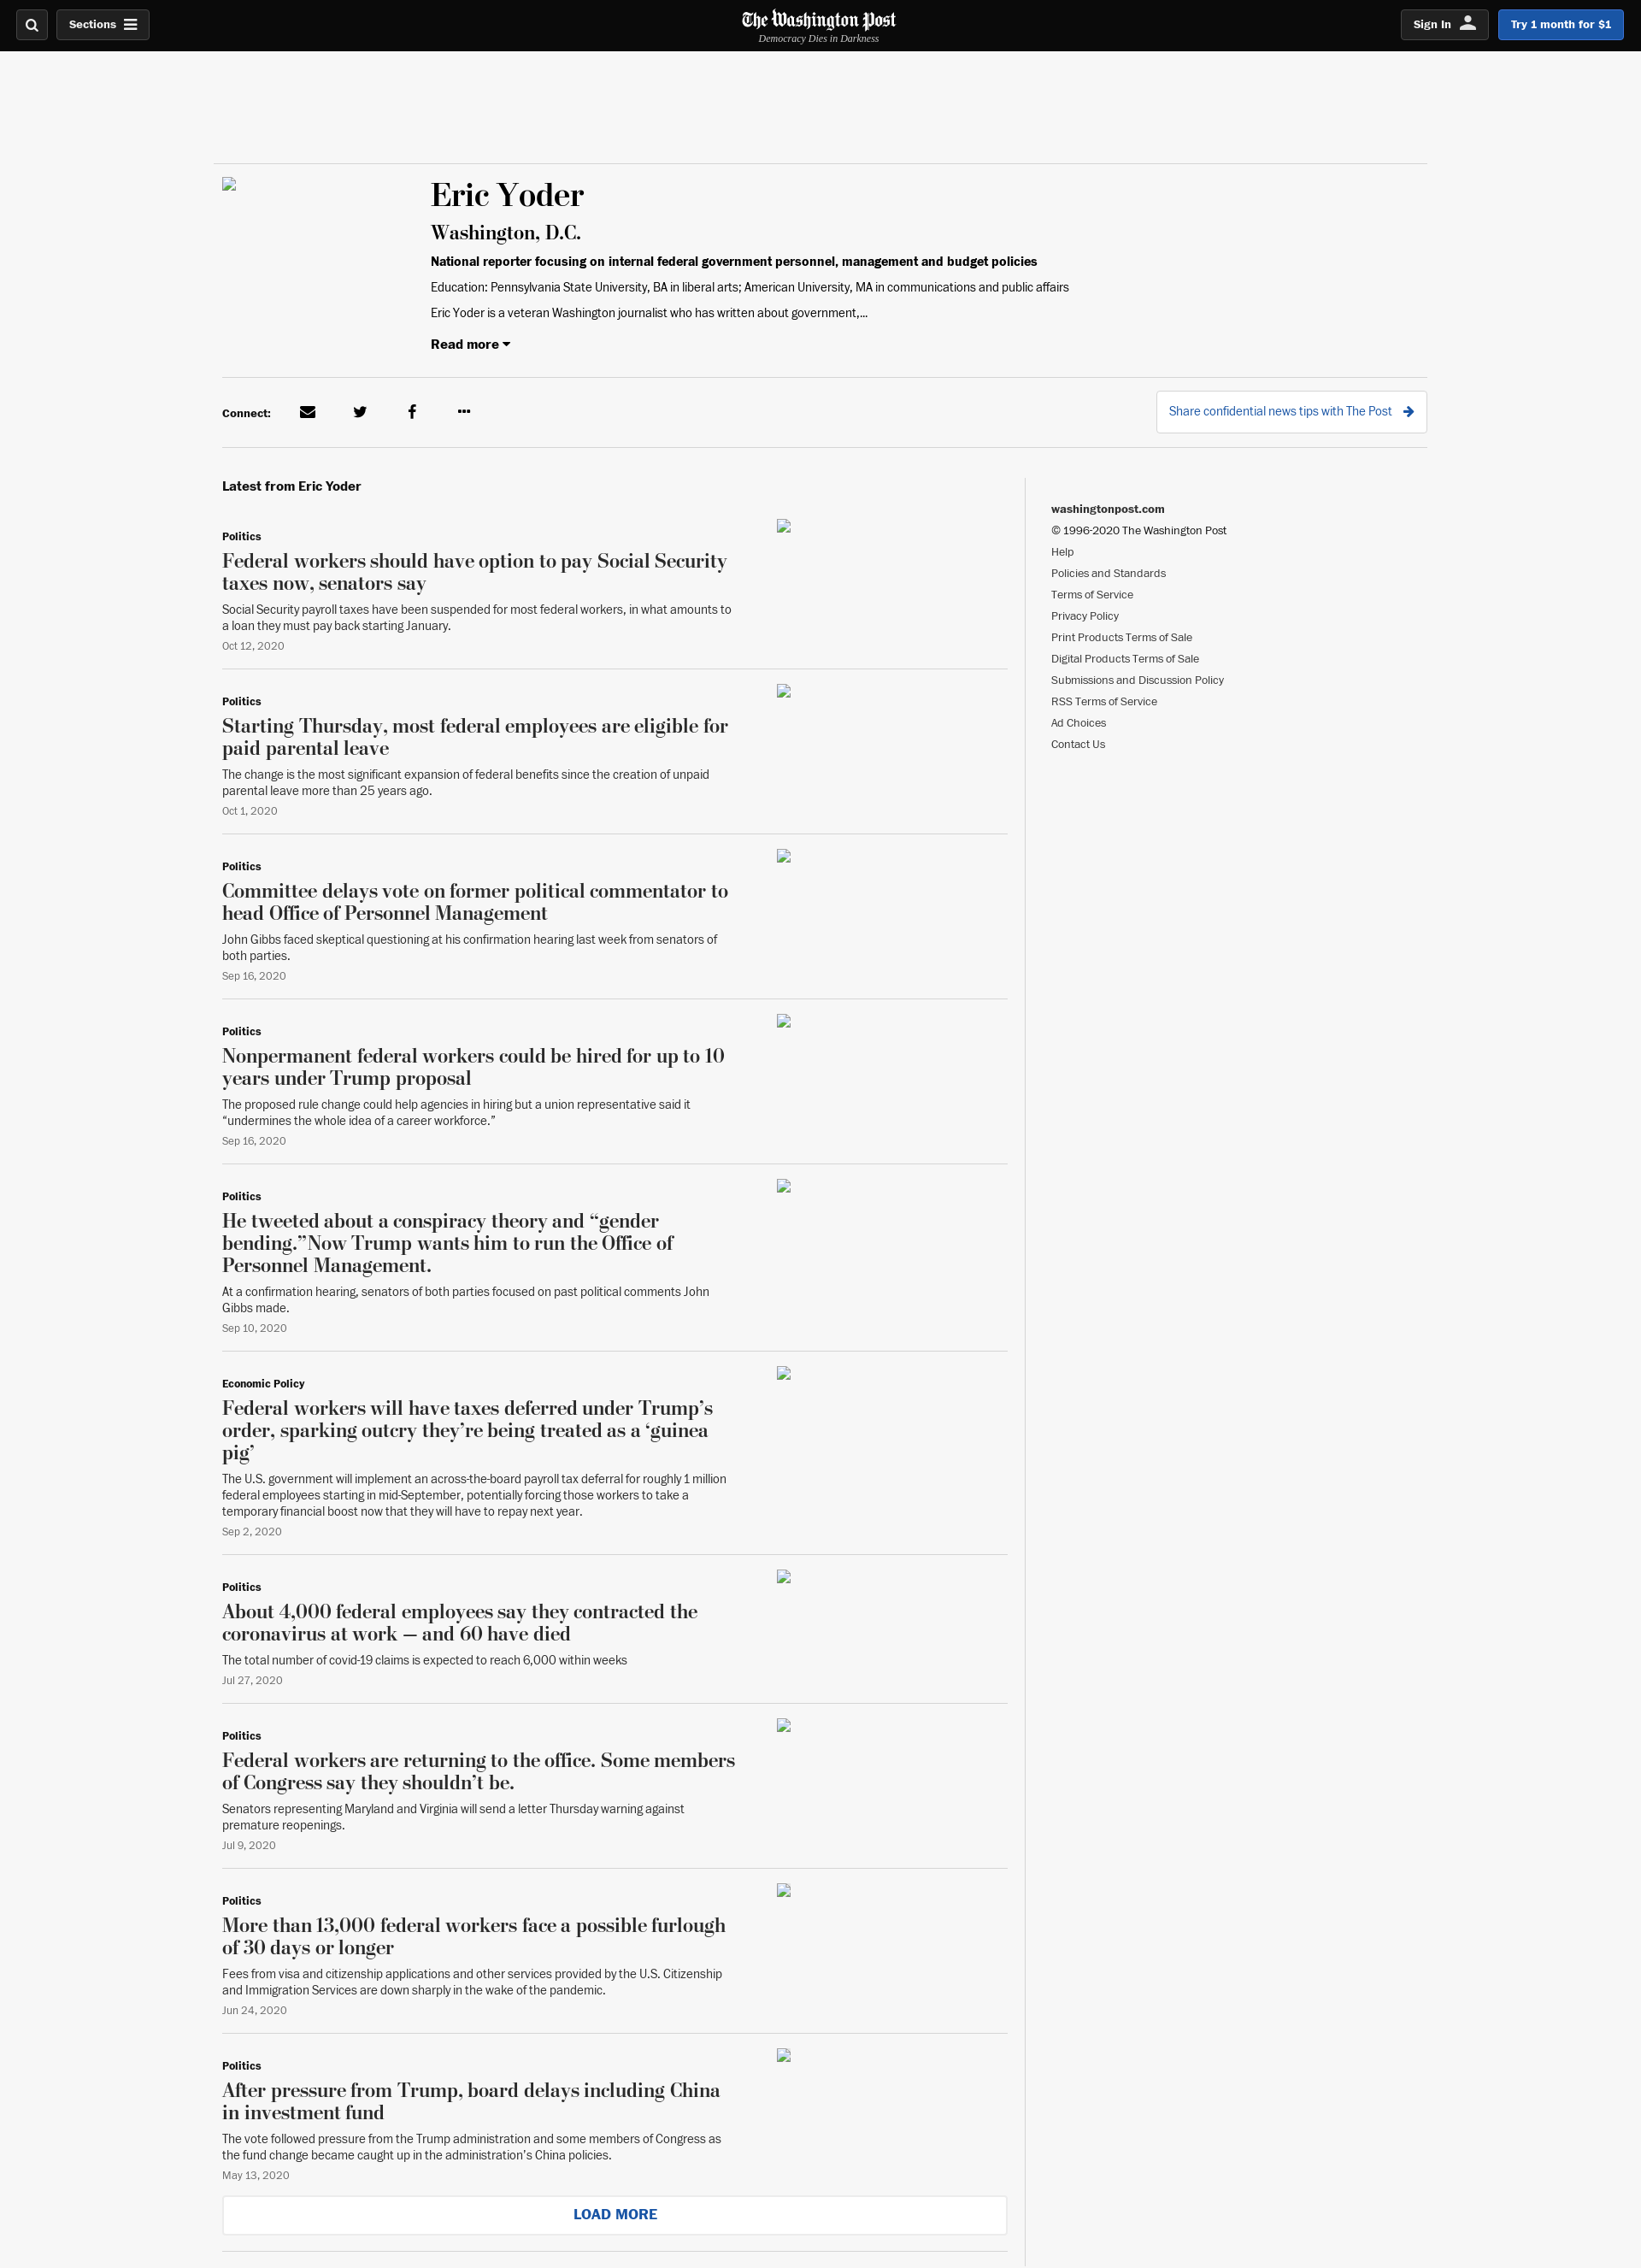 Sections
The Washington Post
Democracy Dies in Darkness
Sign In
Try 1 month for $1
Eric Yoder
Washington, D.C.
National reporter focusing on internal federal government personnel, management and budget policies
Education: Pennsylvania State University, BA in liberal arts; American University, MA in communications and public affairs
Eric Yoder is a veteran Washington journalist who has written about government,...
Read more
Connect:
Share confidential news tips with The Post
Latest from Eric Yoder
Politics
Federal workers should have option to pay Social Security
taxes now, senators say
Social Security payroll taxes have been suspended for most federal workers, in what amounts to
a loan they must pay back starting January.
Oct 12, 2020
Politics
Starting Thursday, most federal employees are eligible for
paid parental leave
The change is the most significant expansion of federal benefits since the creation of unpaid
parental leave more than 25 years ago.
Oct 1, 2020
Politics
Committee delays vote on former political commentator to
head Office of Personnel Management
John Gibbs faced skeptical questioning at his confirmation hearing last week from senators of
both parties.
Sep 16, 2020
Politics
Nonpermanent federal workers could be hired for up to 10
years under Trump proposal
The proposed rule change could help agencies in hiring but a union representative said it
“undermines the whole idea of a career workforce.”
Sep 16, 2020
Politics
He tweeted about a conspiracy theory and “gender
bending.”Now Trump wants him to run the Office of
Personnel Management.
At a confirmation hearing, senators of both parties focused on past political comments John
Gibbs made.
Sep 10, 2020
Economic Policy
Federal workers will have taxes deferred under Trump’s
order, sparking outcry they’re being treated as a ‘guinea
pig’
The U.S. government will implement an across-the-board payroll tax deferral for roughly 1 million
federal employees starting in mid-September, potentially forcing those workers to take a
temporary financial boost now that they will have to repay next year.
Sep 2, 2020
Politics
About 4,000 federal employees say they contracted the
coronavirus at work — and 60 have died
The total number of covid-19 claims is expected to reach 6,000 within weeks
Jul 27, 2020
Politics
Federal workers are returning to the office. Some members
of Congress say they shouldn’t be.
Senators representing Maryland and Virginia will send a letter Thursday warning against
premature reopenings.
Jul 9, 2020
Politics
More than 13,000 federal workers face a possible furlough
of 30 days or longer
Fees from visa and citizenship applications and other services provided by the U.S. Citizenship
and Immigration Services are down sharply in the wake of the pandemic.
Jun 24, 2020
Politics
After pressure from Trump, board delays including China
in investment fund
The vote followed pressure from the Trump administration and some members of Congress as
the fund change became caught up in the administration’s China policies.
May 13, 2020
LOAD MORE
washingtonpost.com
© 1996-2020 The Washington Post
Help
Policies and Standards
Terms of Service
Privacy Policy
Print Products Terms of Sale
Digital Products Terms of Sale
Submissions and Discussion Policy
RSS Terms of Service
Ad Choices
Contact Us